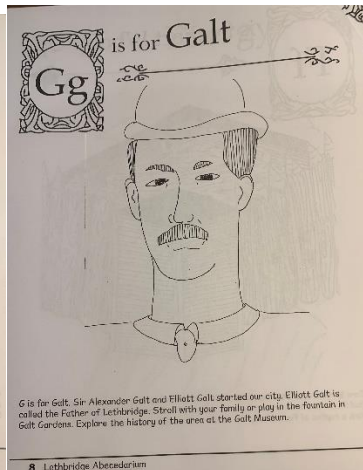 Gg
is for Galt
G is for Galt. Sir Alexander Galt and Elliott Galt started our city. Elliott Galt is
called the Father of Lethbridge. Stroll with your family or play in the fountain in
Galt Gardens. Explore the history of the area at the Galt Museum.
8 Lethbridge Abecedarium